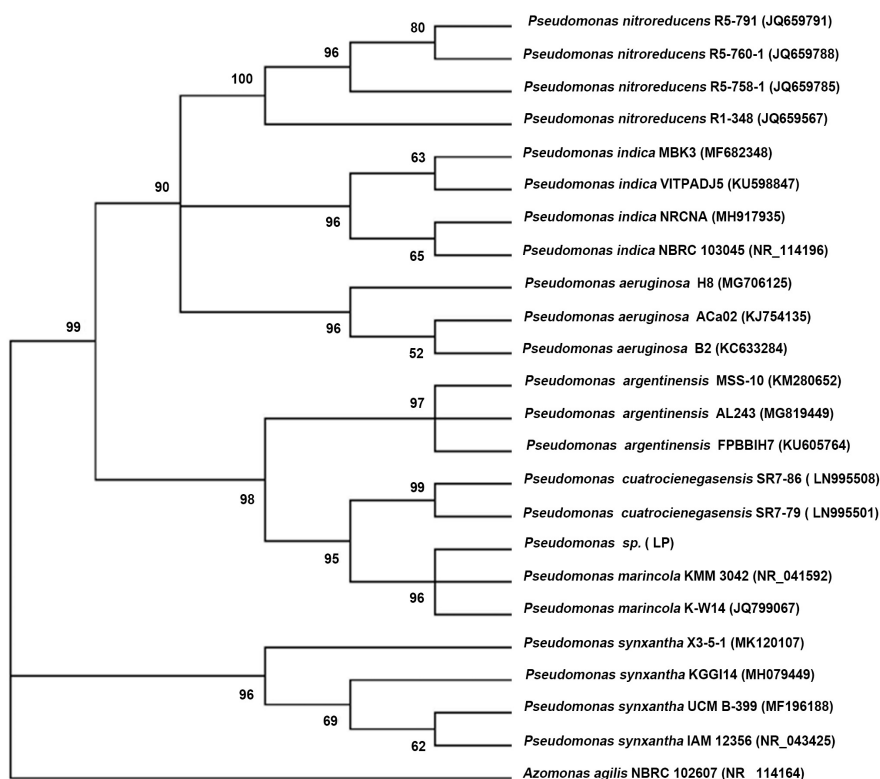 80 Pseudomonas nitroreducens R5-791 (JQ659791)
96 Pseudomonas nitroreducens R5-760-1 (JQ659788)
100 Pseudomonas nitroreducens R5-758-1 (JQ659785)
Pseudomonas nitroreducens R1-348 (JQ659567)
63 Pseudomonas indica MBK3 (MF682348)
90 Pseudomonas indica VITPADJ5 (KU598847)
96 Pseudomonas indica NRCNA (MH917935)
65 Pseudomonas indica NBRC 103045 (NR_114196)
Pseudomonas aeruginosa H8 (MG706125)
99 96 Pseudomonas aeruginosa ACa02 (KJ754135)
52 Pseudomonas aeruginosa B2 (KC633284)
Pseudomonas argentinensis MSS-10 (KM280652)
97 Pseudomonas argentinensis AL243 (MG819449)
Pseudomonas argentinensis FPBBIH7 (KU605764)
99 Pseudomonas cuatrocienegasensis SR7-86 ( LN995508)
98 Pseudomonas cuatrocienegasensis SR7-79 ( LN995501)
95 Pseudomonas sp. ( LP)
Pseudomonas marincola KMM 3042 (NR_041592)
96 Pseudomonas marincola K-W14 (JQ799067)
Pseudomonas synxantha X3-5-1 (MK120107)
96 Pseudomonas synxantha KGGI14 (MH079449)
69 Pseudomonas synxantha UCM B-399 (MF196188)
62 Pseudomonas synxantha IAM 12356 (NR_043425)
Azomonas agilis NBRC 102607 (NR_114164)